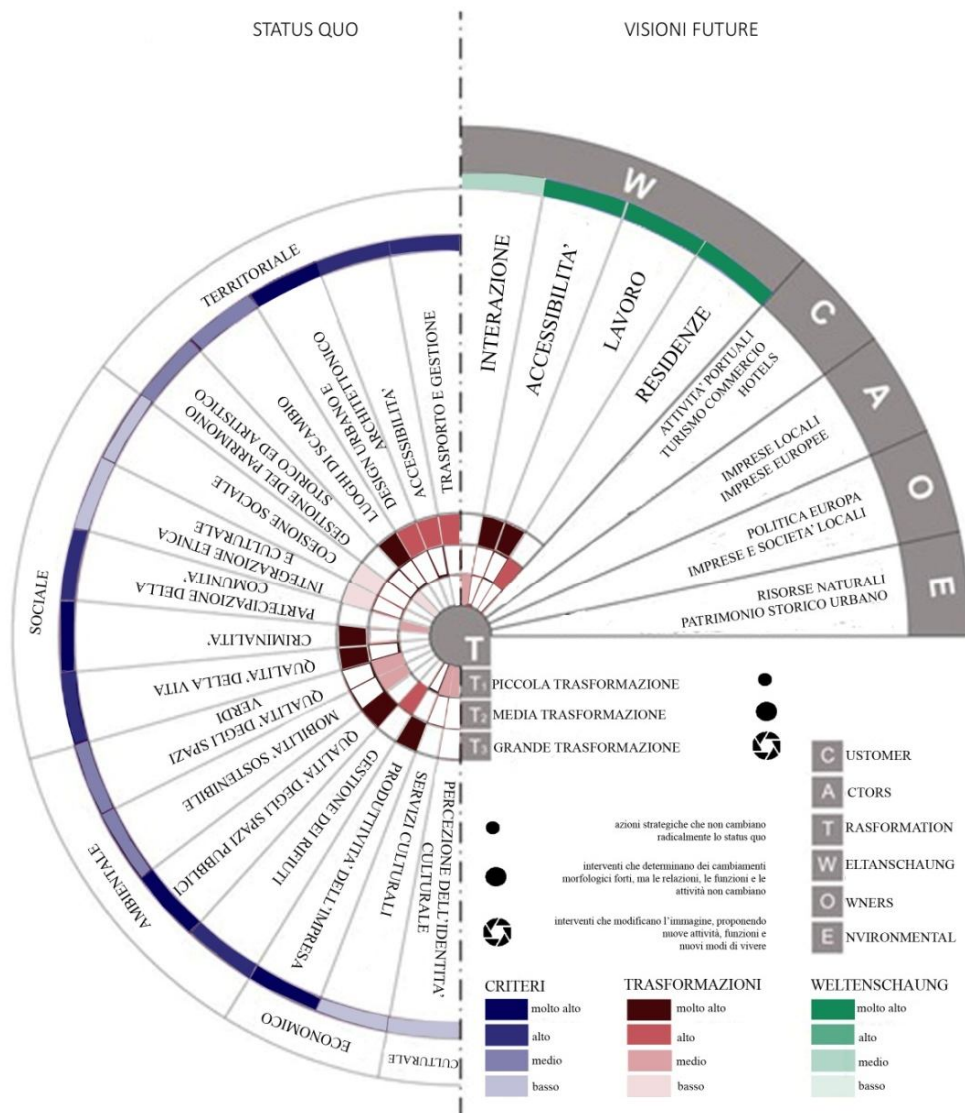 STATUS QUO
VISIONI FUTURE
W
C
A
O
E
INTERAZIONE
ACCESSIBILITA'
LAVORO
RESIDENZE
ATTIVITA' PORTUALI
TURISMO COMMERCIO
HOTELS
IMPRESE LOCALI
IMPRESE EUROPEE
POLITICA EUROPA
IMPRESE E SOCIETA' LOCALI
RISORSE NATURALI
PATRIMONIO STORICO URBANO
TERRITORIALE
SOCIALE
AMBIENTALE
ECONOMICO
CULTURALE
TRASPORTO E GESTIONE
ACCESSIBILITA'
DESIGN URBANO E
ARCHITETTONICO
LUOGHI DI SCAMBIO
GESTIONE DEL PARRIMONIO
STORICO ED ARTISTICO
COESIONE SOCIALE
INTEGRAZIONE ETNICA
E CULTURALE
PARTECIPAZIONE DELLA
COMUNITA'
CRIMINALITA'
QUALITA' DELLA VITA
QUALITA' DEGLI SPAZI
VERDI
MOBILITA' SOSTENIBILE
QUALITA' DEGLI SPAZI PUBBLICI
GESTIONE DEI RIFIUTI
PRODUTTIVITA' DELL'IMPRESA
SERVIZI CULTURALI
PERCEZIONE DELL'IDENTITA'
CULTURALE
T
T1 PICCOLA TRASFORMAZIONE
T2 MEDIA TRASFORMAZIONE
T3 GRANDE TRASFORMAZIONE
azioni strategiche che non cambiano
radicalmente lo status quo
interventi che determinano dei cambiamenti
morfologici forti, ma le relazioni, le funzioni e le
attività non cambiano
interventi che modificano l'immagine, proponendo
nuove attività, funzioni e
nuovi modi di vivere
C USTOMER
A CTORS
T RASFORMATION
W ELTANSCHAUNG
O WNERS
E NVIRONMENTAL
CRITERI
molto alto
alto
medio
basso
TRASFORMAZIONI
molto alto
alto
medio
basso
WELTENSCHAUNG
molto alto
alto
medio
basso